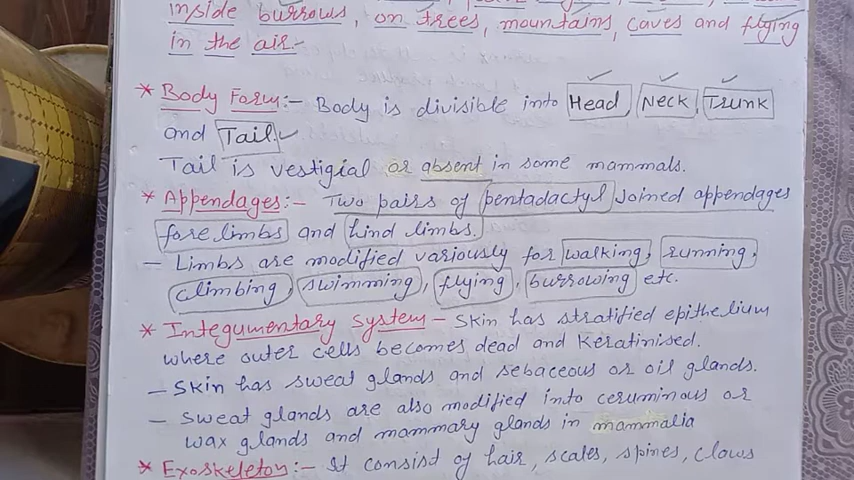 inside burrows, on trees, mountains, caves and flying
in the air.
* Body Form:- Body is divisible into Head, Neck, Trunk
and Tail.
Tail is vestigial or absent in some mammals.
* Appendages:- Two pairs of pentadactyl Joined appendages
fore limbs and hind limbs.
- Limbs are modified variously for walking, running,
climbing, swimming, flying, burrowing etc.
* Integumentary System - Skin has stratified epithelium
where outer cells becomes dead and Keratinised.
- Skin has sweat glands and sebaceous or oil glands.
- Sweat glands are also modified into ceruminous or
wax glands and mammary glands in mammalia
* Exoskeleton:- It consist of hair, scales, spines, claws